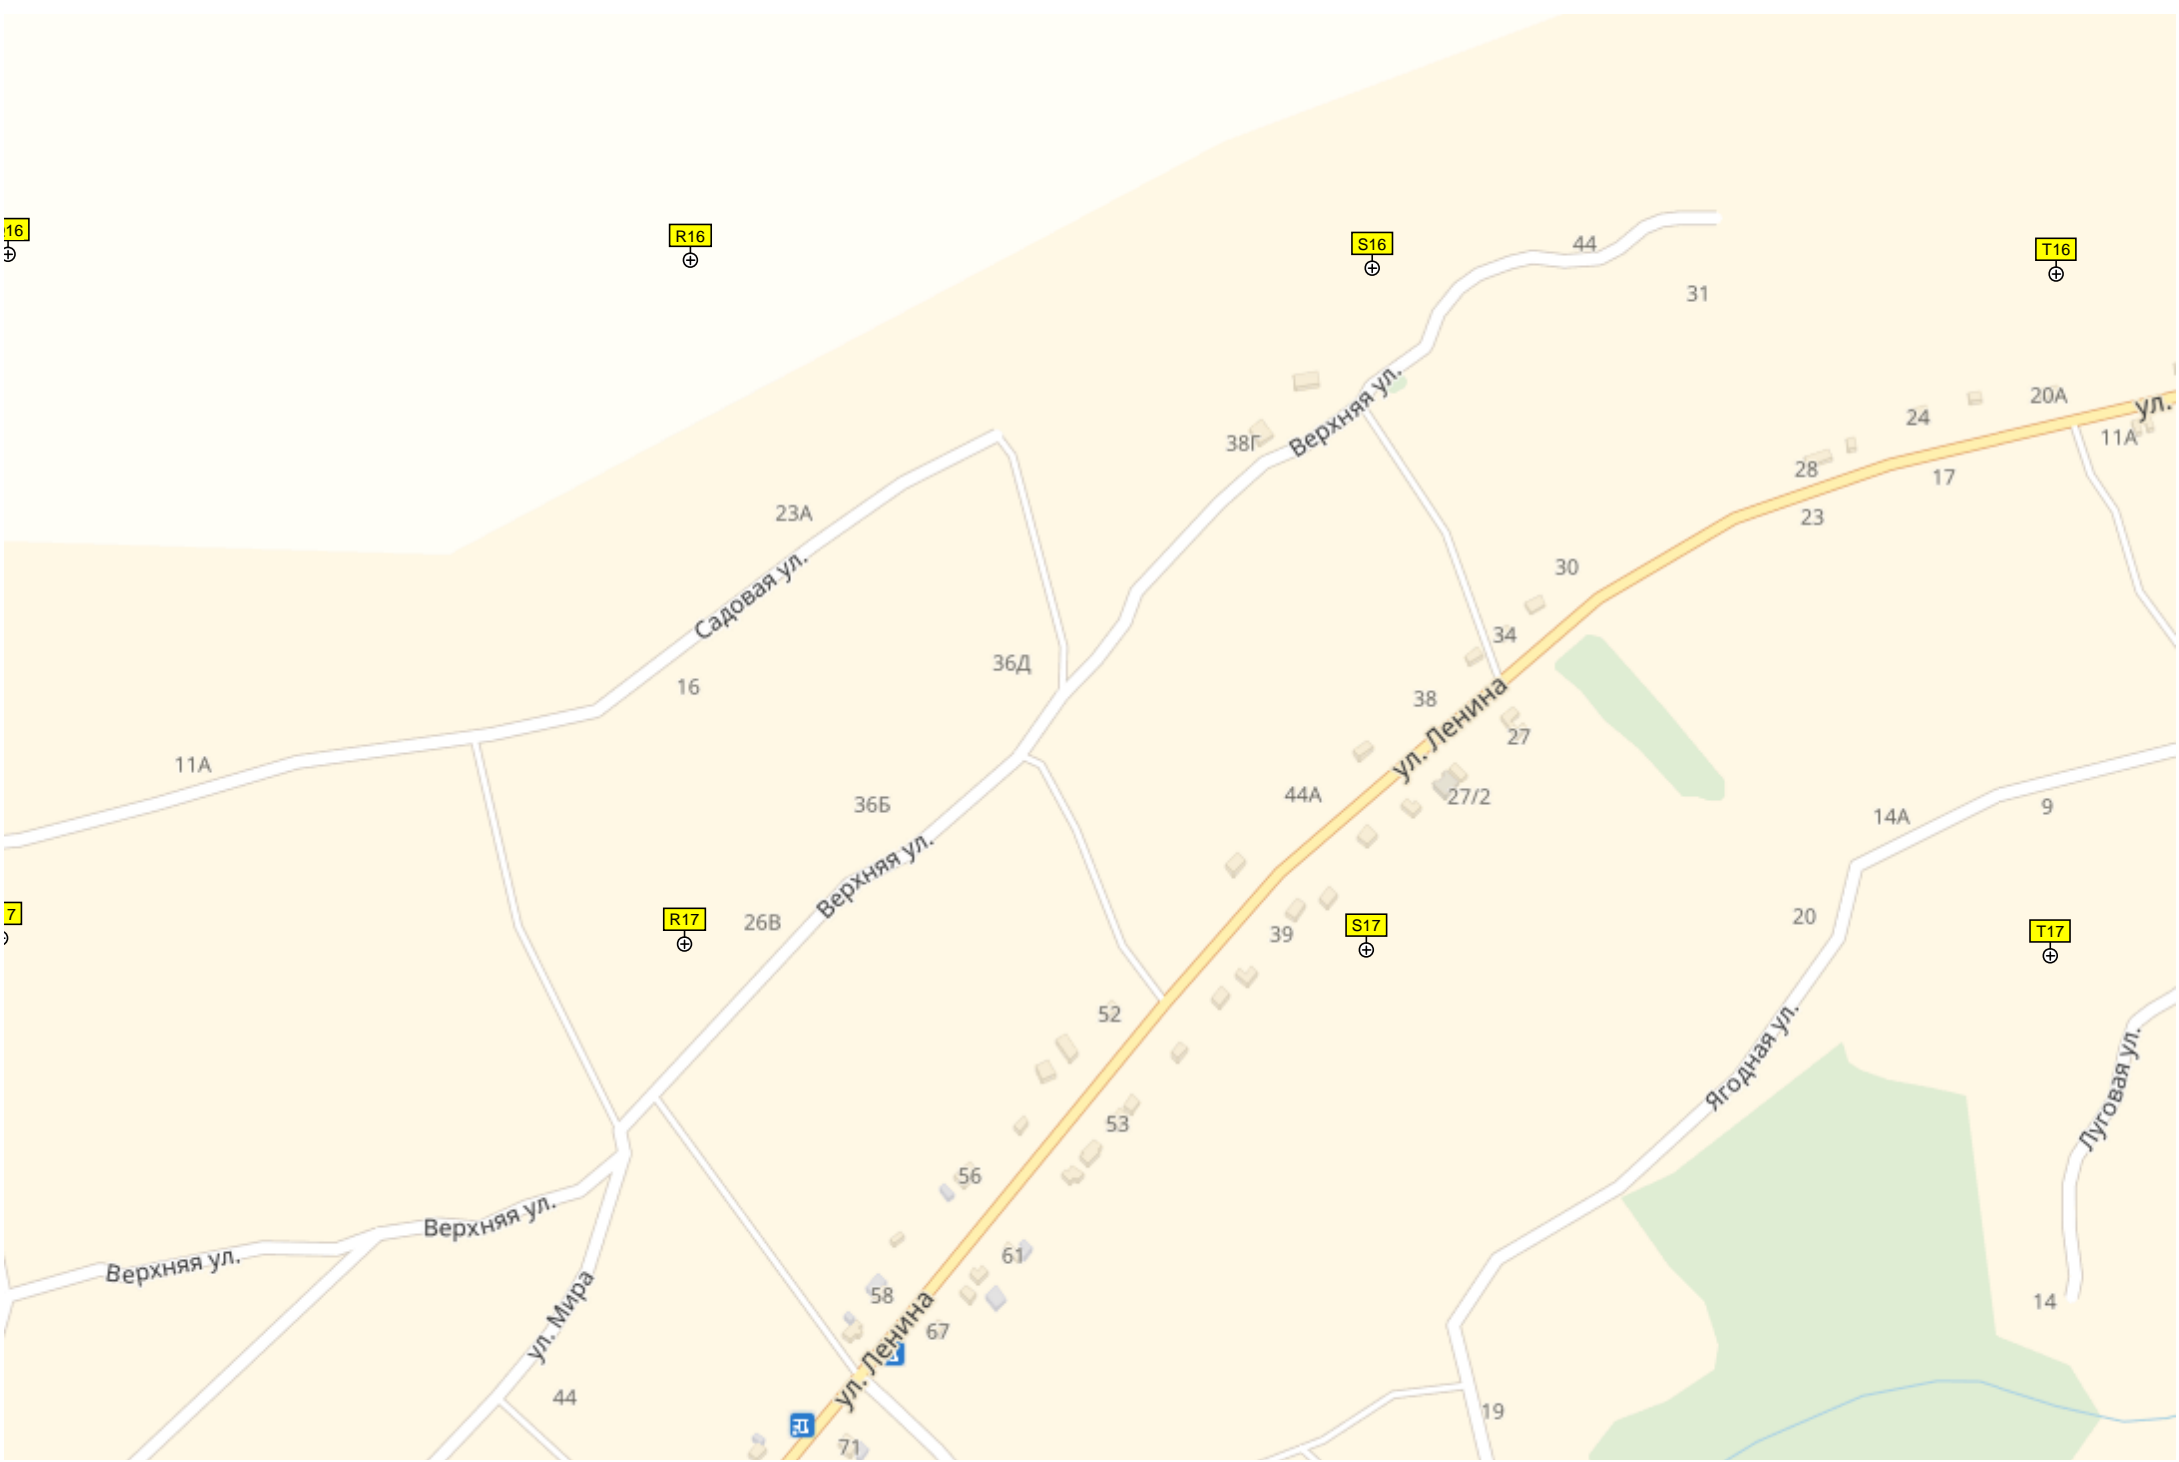 R16
S16
44
T16
31
20А
24
ул.
38Г
Верхняя ул.
11А
28
17
23А
23
30
Садовая ул.
34
36Д
16
38
ул. Ленина
27
11А
44А
27/2
36Б
14А
9
Верхняя ул.
R17
26В
39
S17
20
T17
52
Ягодная ул.
53
Луговая ул.
56
Верхняя ул.
61
Верхняя ул.
58
14
ул. Мира
67
ул. Ленина
44
19
71